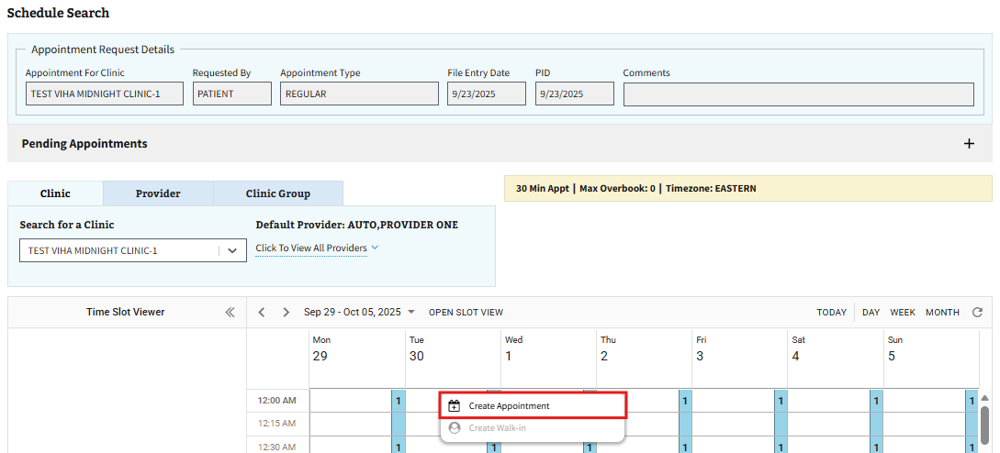 Schedule Search
Appointment Request Details
Appointment For Clinic Requested By Appointment Type File Entry Date PID Comments
TEST VIHA MIDNIGHT CLINIC-1 PATIENT REGULAR 9/23/2025 9/23/2025
Pending Appointments +
Clinic Provider Clinic Group
30 Min Appt | Max Overbook: 0 | Timezone: EASTERN
Search for a Clinic Default Provider: AUTO,PROVIDER ONE
TEST VIHA MIDNIGHT CLINIC-1 Click To View All Providers
Time Slot Viewer Sep 29 - Oct 05, 2025 OPEN SLOT VIEW TODAY DAY WEEK MONTH
Mon Tue Wed Thu Fri Sat Sun
29 30 1 2 3 4 5
12:00 AM 1 1 1 1 1 1
Create Appointment
12:15 AM
Create Walk-in
12:30 AM 1 1 1 1 1 1 1